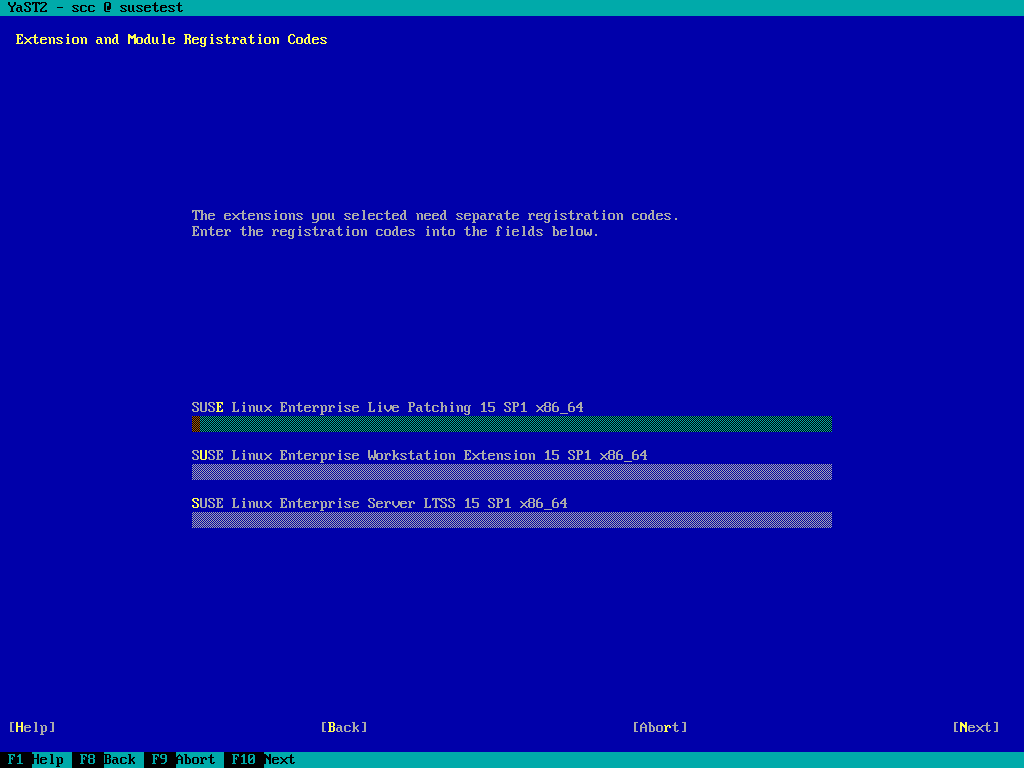 YaST2 - scc @ susetest
Extension and Module Registration Codes
The extensions you selected need separate registration codes.
Enter the registration codes into the fields below.
SUSE Linux Enterprise Live Patching 15 SP1 x86_64
SUSE Linux Enterprise Workstation Extension 15 SP1 x86_64
SUSE Linux Enterprise Server LTSS 15 SP1 x86_64
[Help] [Back] [Abort] [Next]
F1 Help F8 Back F9 Abort F10 Next